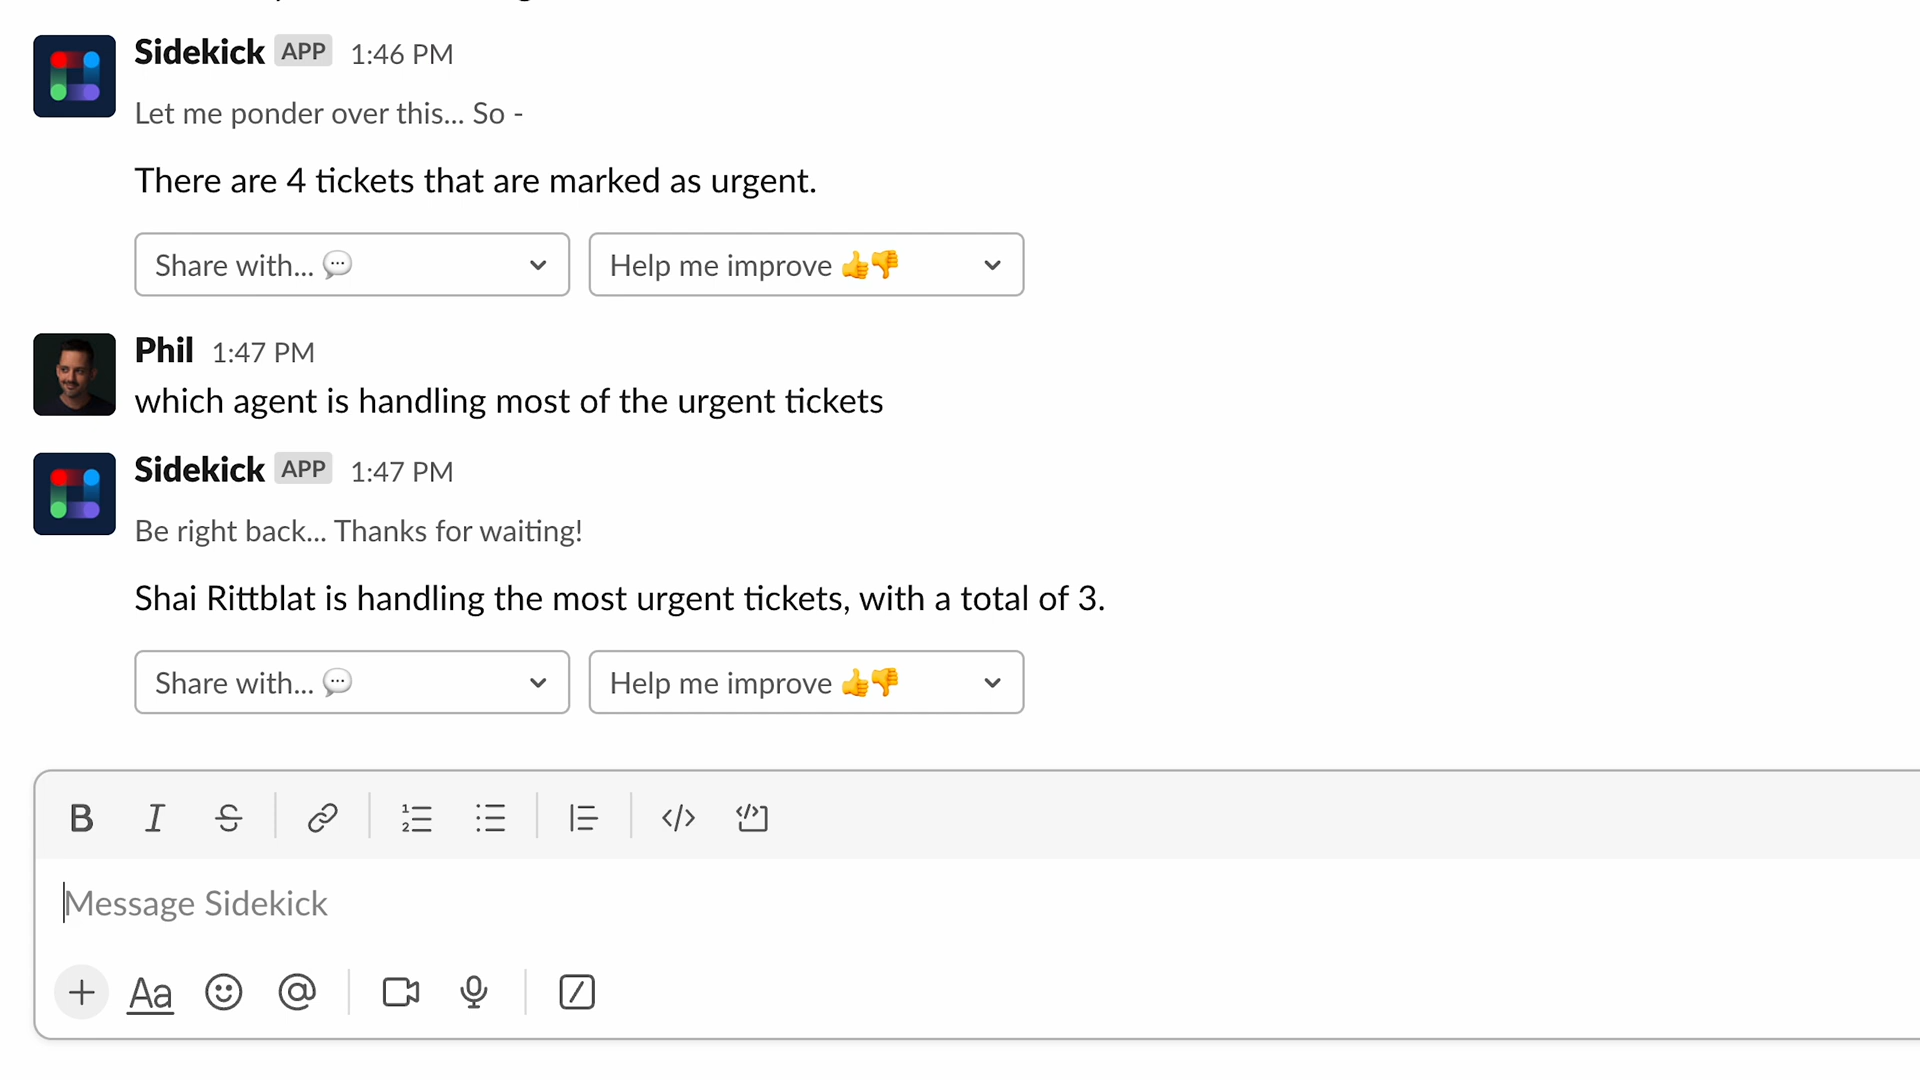 Sidekick APP 1:46 PM
Let me ponder over this... So -
There are 4 tickets that are marked as urgent.
Share with... 💬 Help me improve 👍👎
Phil 1:47 PM
which agent is handling most of the urgent tickets
Sidekick APP 1:47 PM
Be right back... Thanks for waiting!
Shai Rittblat is handling the most urgent tickets, with a total of 3.
Share with... 💬 Help me improve 👍👎
Message Sidekick